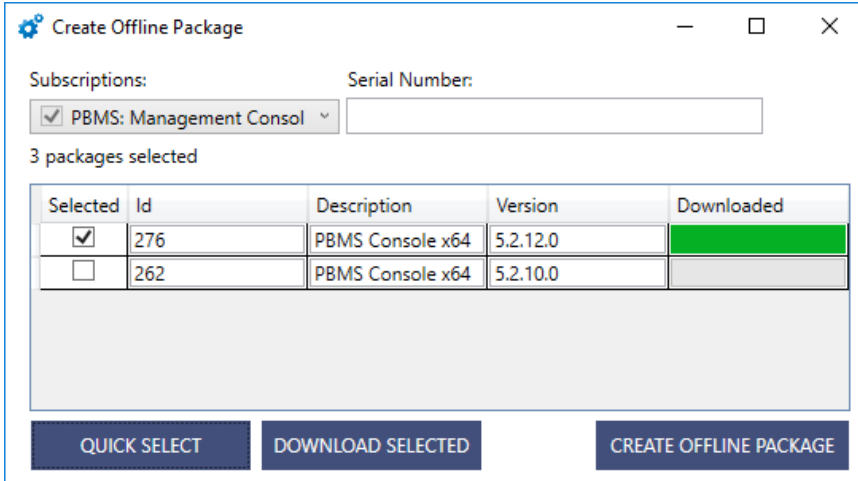 Create Offline Package
Subscriptions: Serial Number:
PBMS: Management Consol
3 packages selected
Selected Id Description Version Downloaded
276 PBMS Console x64 5.2.12.0
262 PBMS Console x64 5.2.10.0
QUICK SELECT DOWNLOAD SELECTED CREATE OFFLINE PACKAGE